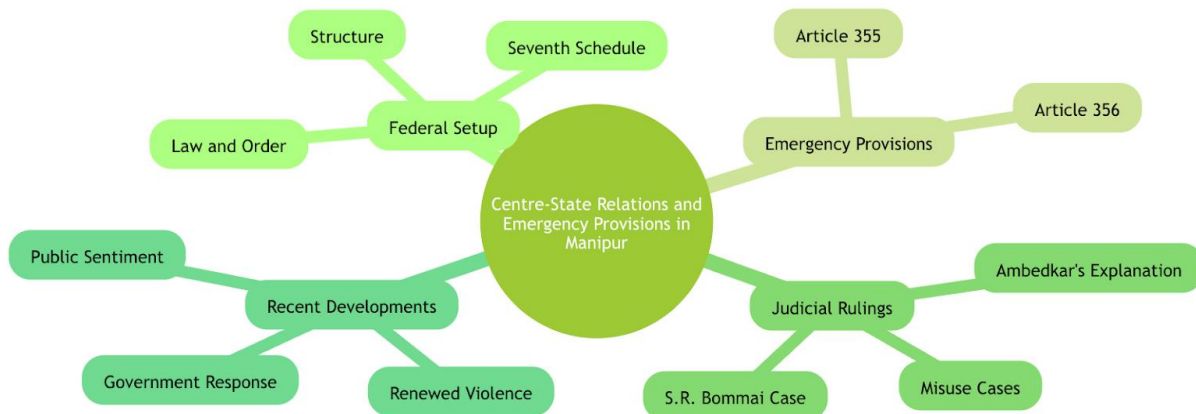 Structure
Seventh Schedule
Federal Setup
Law and Order
Article 355
Article 356
Emergency Provisions
Centre-State Relations and
Emergency Provisions in
Manipur
Public Sentiment
Recent Developments
Government Response
Renewed Violence
Ambedkar's Explanation
Judicial Rulings
S.R. Bommai Case
Misuse Cases